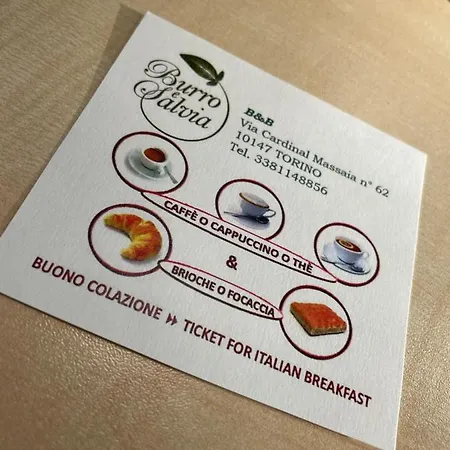 Burro
e
Salvia
B&B
Via Cardinal Massaia n° 62
10147 TORINO
Tel. 3381148856
CAFFÈ O CAPPUCCINO O THÈ
&
BRIOCHE O FOCACCIA
BUONO COLAZIONE ▸▸ TICKET FOR ITALIAN BREAKFAST